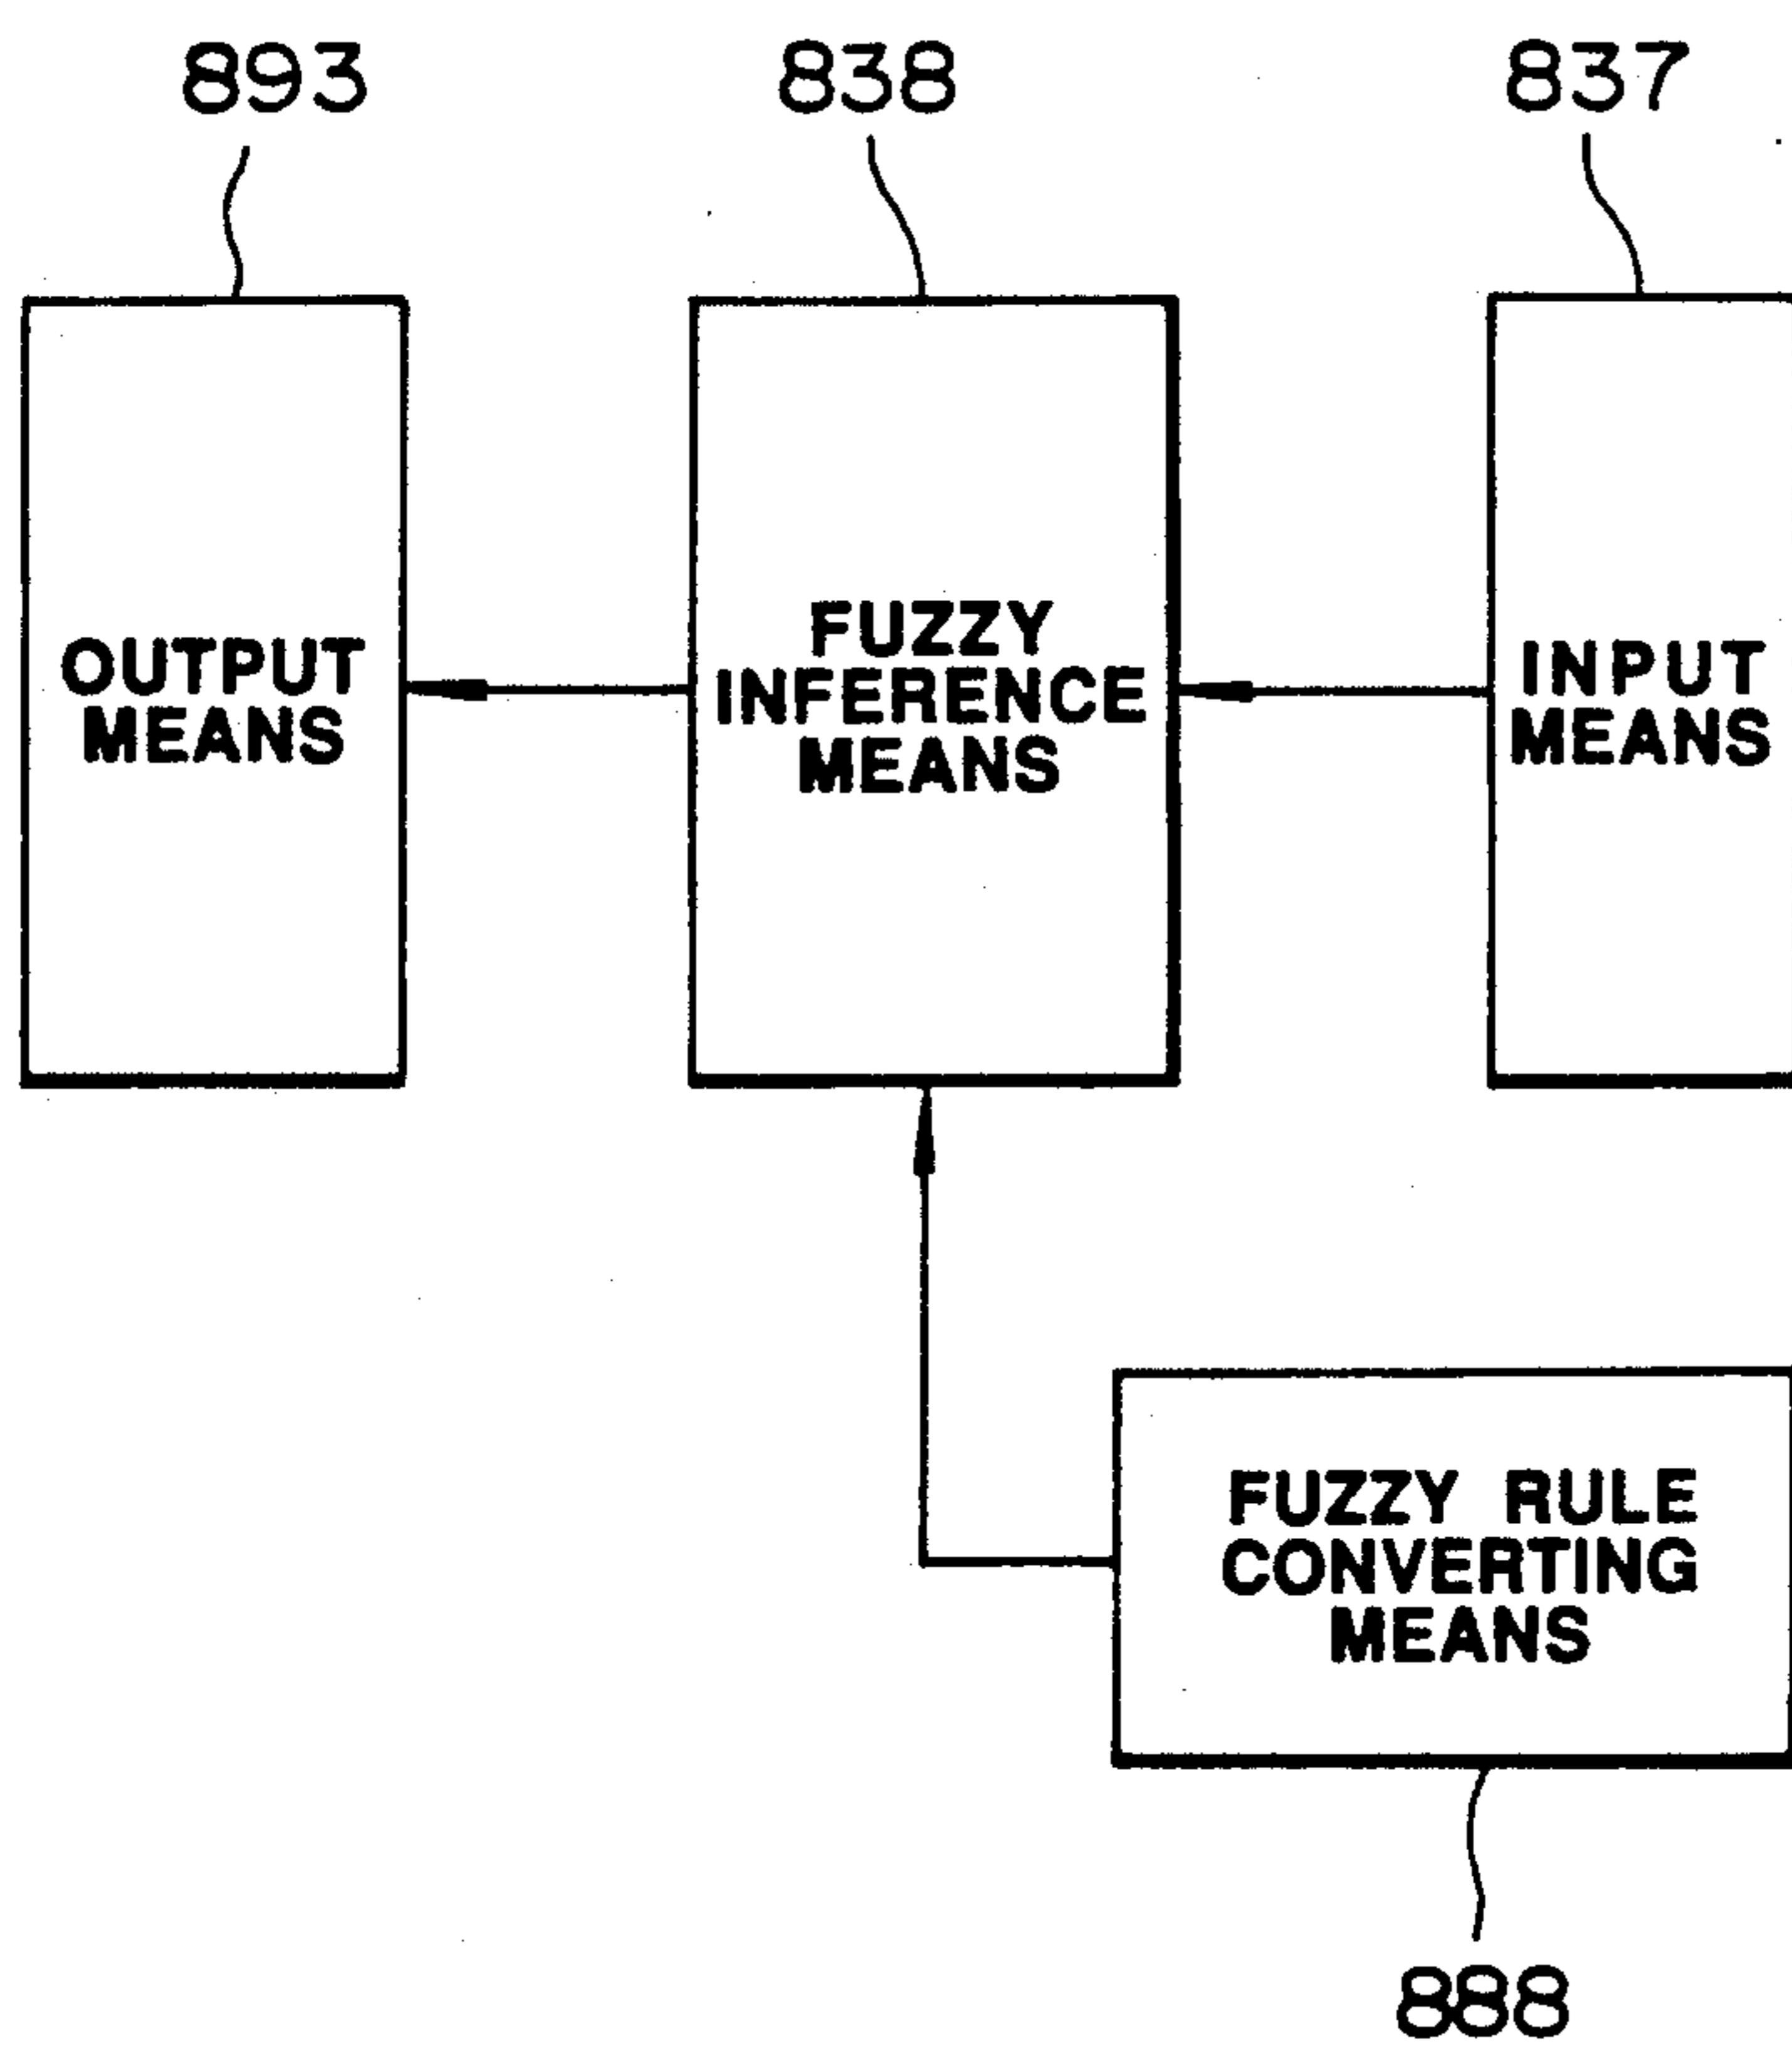 893
838
837
OUTPUT
MEANS
FUZZY
INFERENCE
MEANS
INPUT
MEANS
FUZZY RULE
CONVERTING
MEANS
888